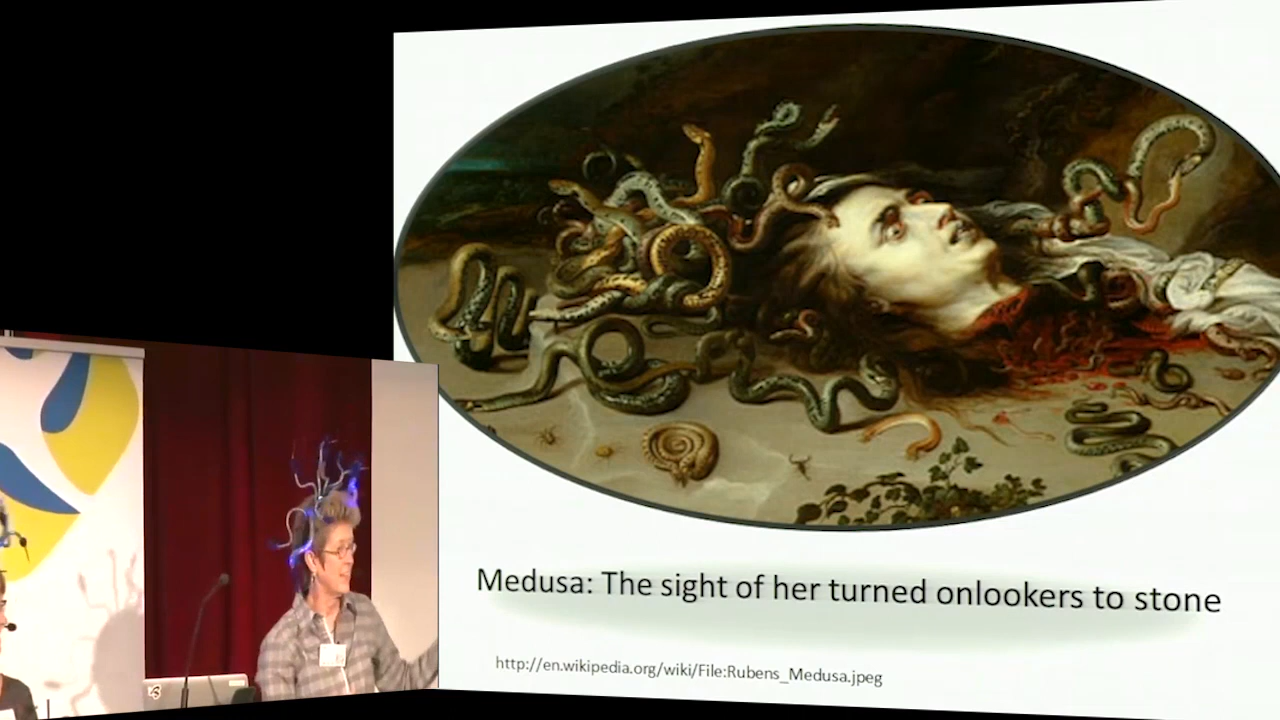 Medusa: The sight of her turned onlookers to stone
http://en.wikipedia.org/wiki/File:Rubens_Medusa.jpeg